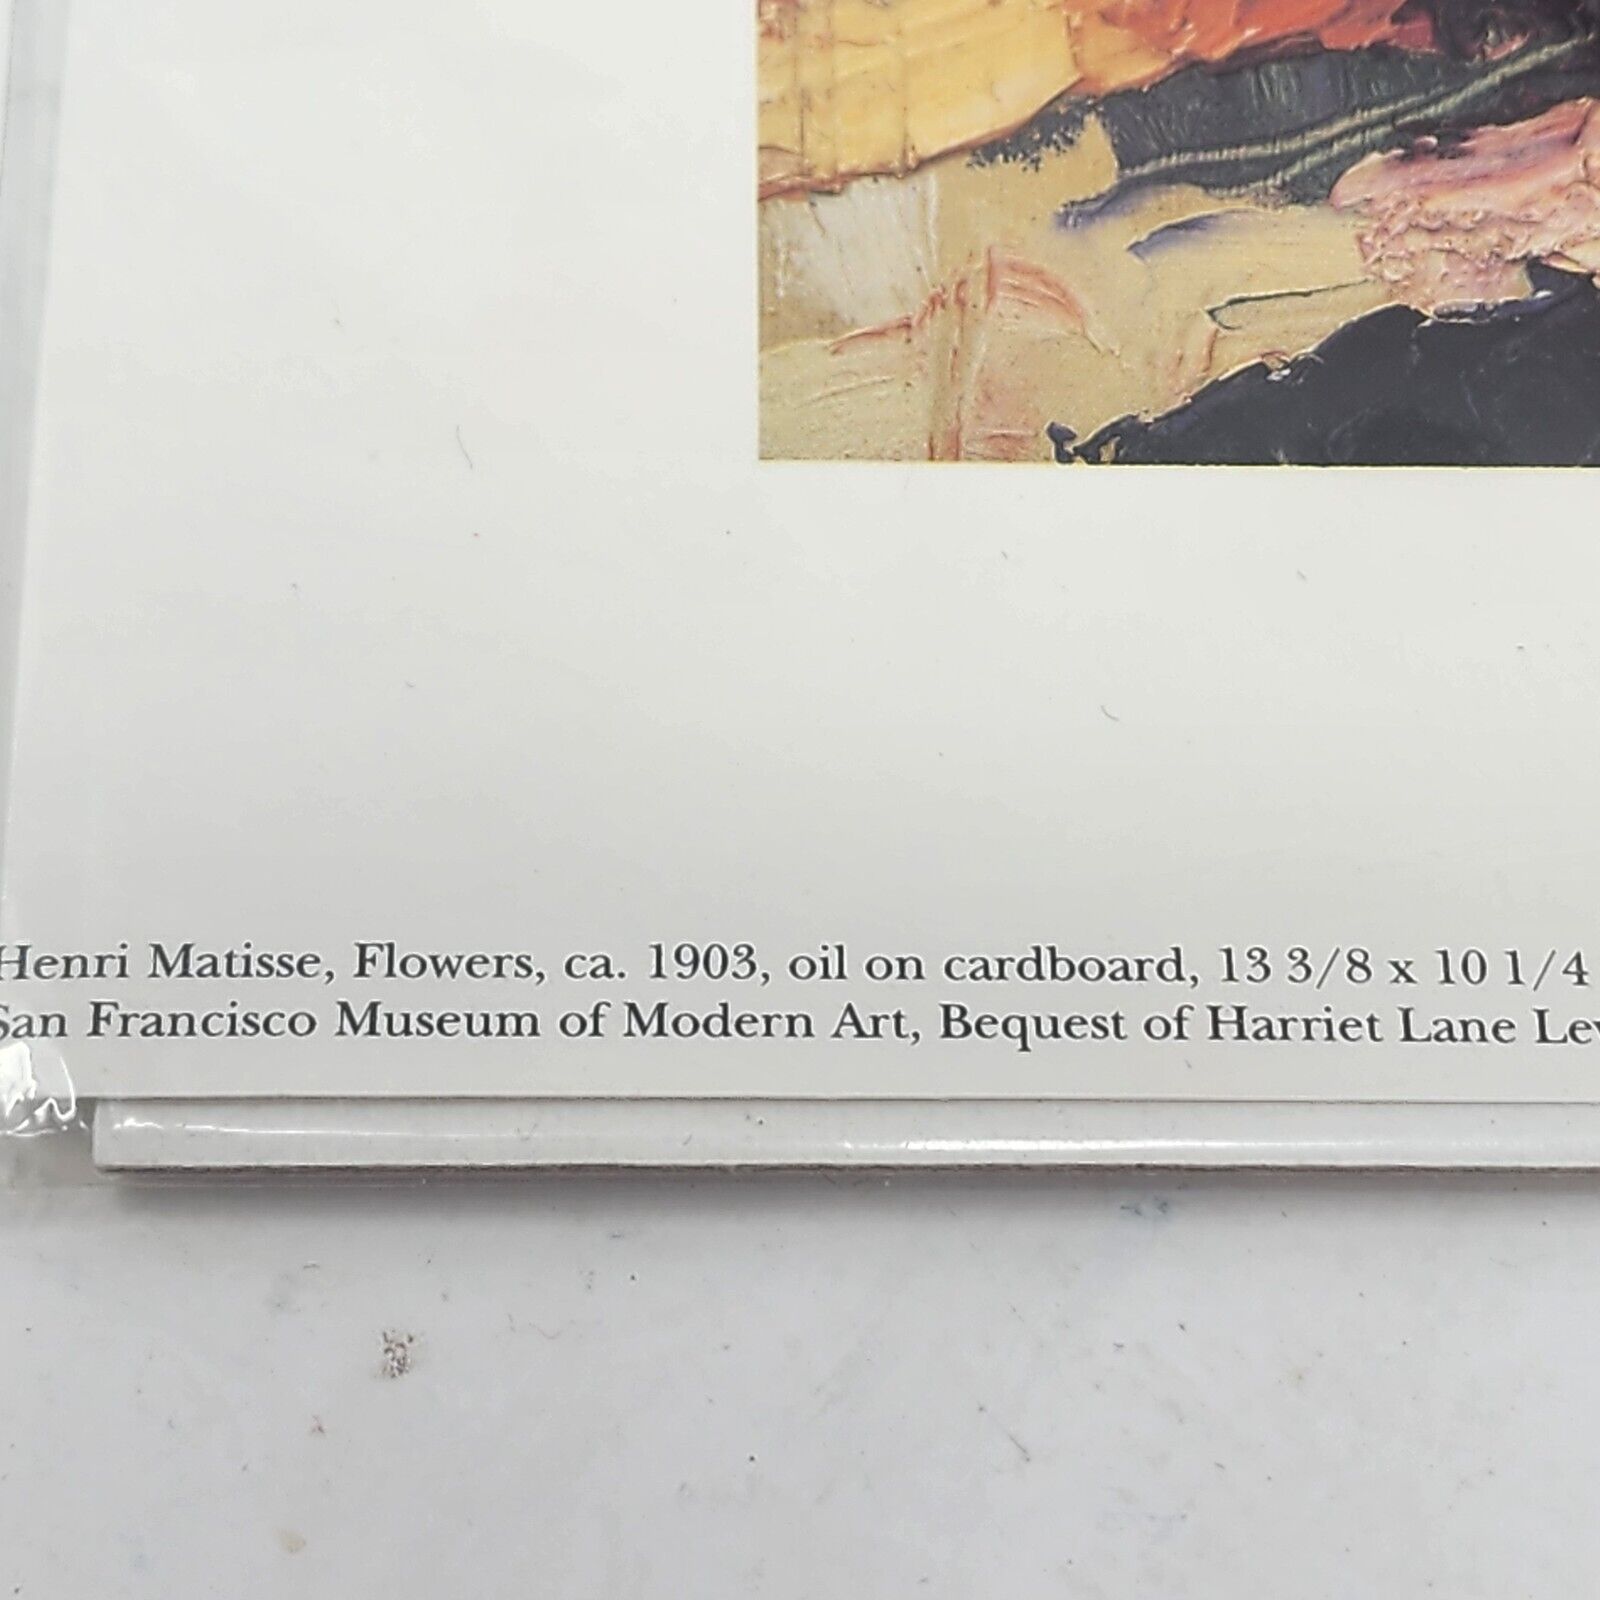 Henri Matisse, Flowers, ca. 1903, oil on cardboard, 13 3/8 x 10 1/4
San Francisco Museum of Modern Art, Bequest of Harriet Lane